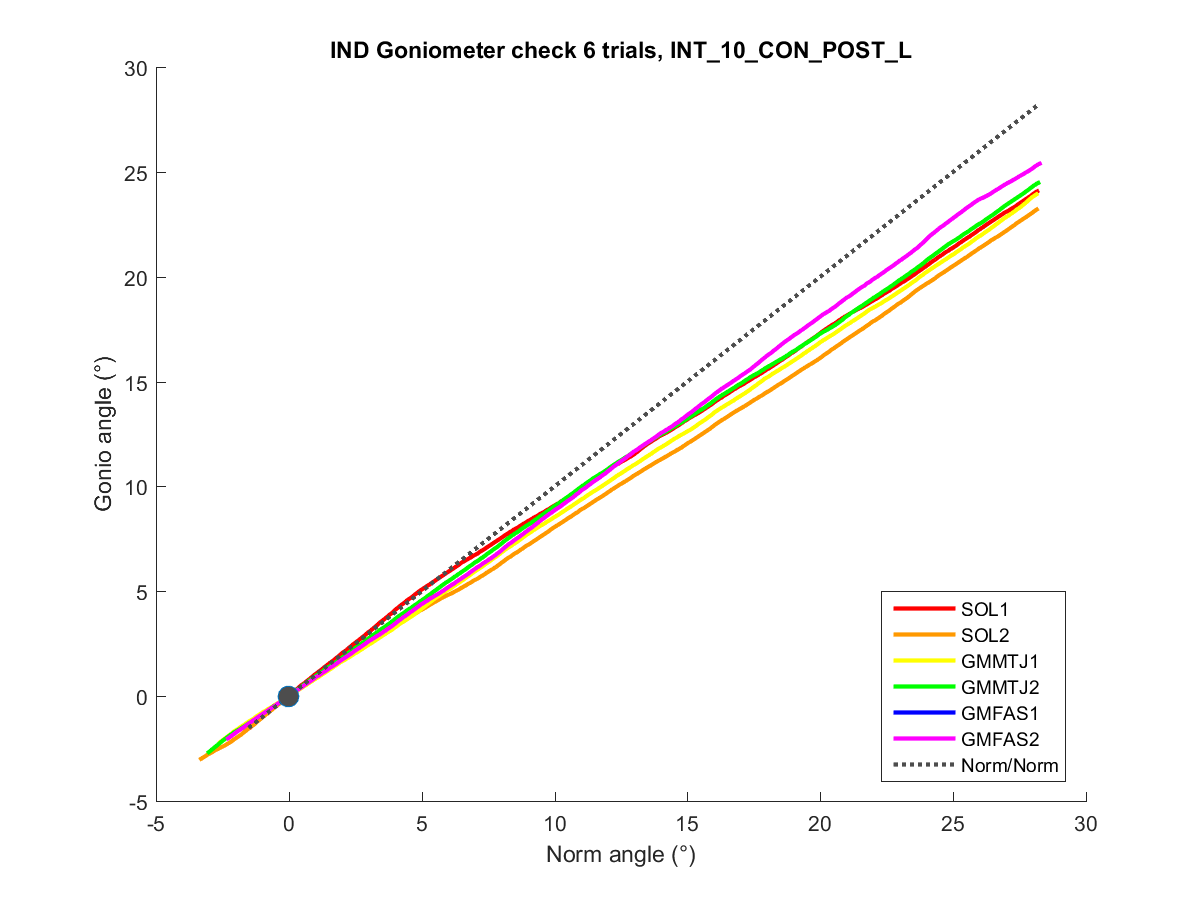 IND Goniometer check 6 trials, INT_10_CON_POST_L
30
25
20
15
10
5
0
-5
Gonio angle (°)
-5 0 5 10 15 20 25 30
Norm angle (°)
SOL1
SOL2
GMMTJ1
GMMTJ2
GMFAS1
GMFAS2
Norm/Norm